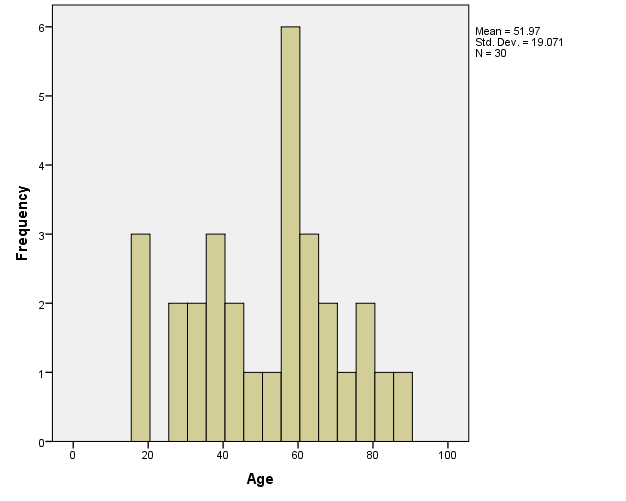 Mean = 51.97
Std. Dev. = 19.071
N = 30
6
5
4
3
2
1
0
Frequency
0 20 40 60 80 100
Age